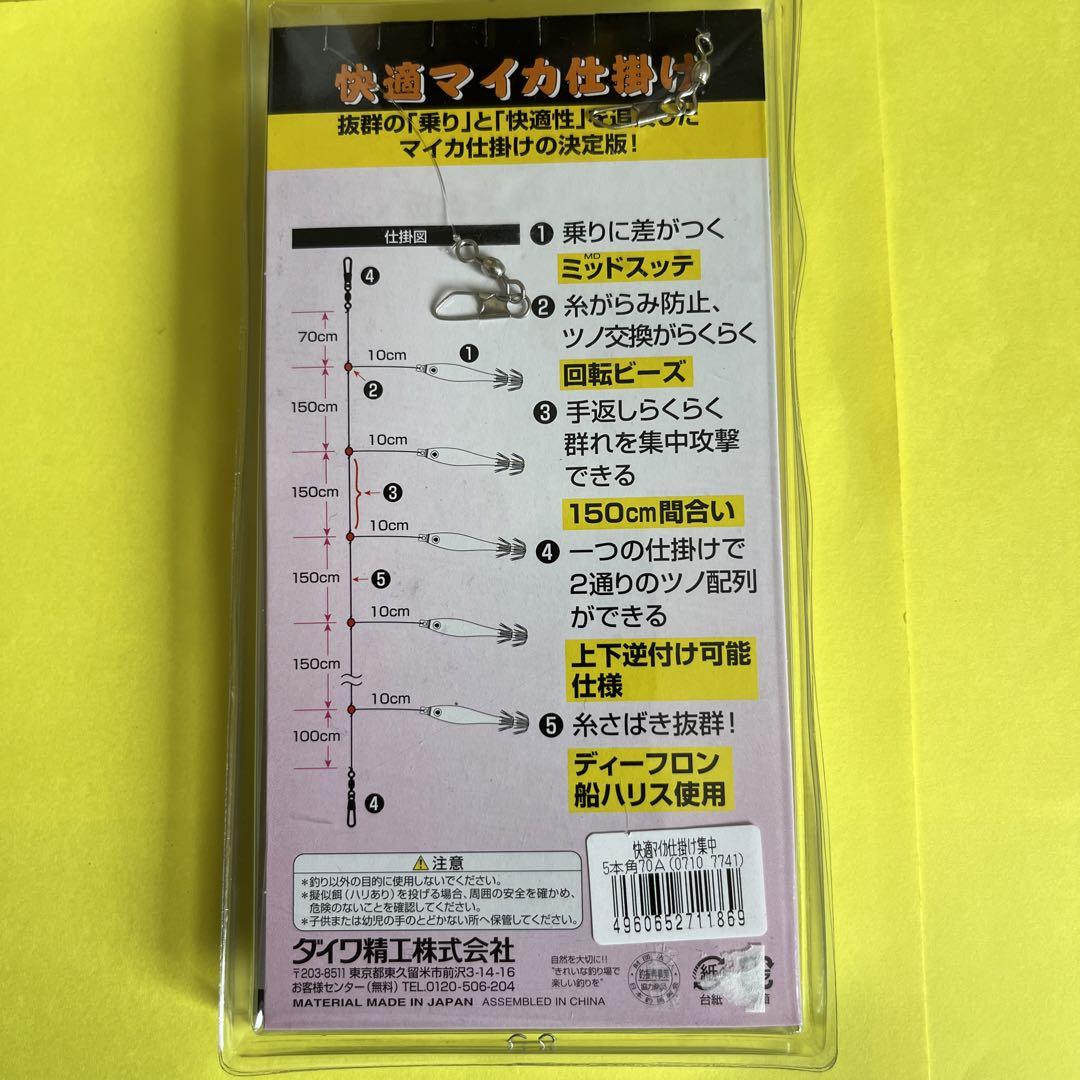 快適マイカ仕掛け
抜群の「乗り」と「快適性」を追
マイカ仕掛けの決定版!
仕掛図
❹
70cm
10cm
❶
❷
150cm
10cm
150cm
❸
10cm
150cm
❺
10cm
150cm
10cm
100cm
❹
❶ 乗りに差がつく
MD
ミッドスッテ
❷ 糸がらみ防止、
ツノ交換がらくらく
回転ビーズ
❸ 手返しらくらく
群れを集中攻撃
できる
150cm間合い
❹ 一つの仕掛けで
2通りのツノ配列
ができる
上下逆付け可能
仕様
❺ 糸さばき抜群!
ディーフロン
船ハリス使用
快適マイカ仕掛け集中
5本角70A(0710 7741)
4960652711869
⚠注意
*釣り以外の目的に使用しないでください。
*擬似餌(ハリあり)を投げる場合、周囲の安全を確かめ、
危険のないことを確認してください。
*子供または幼児の手のとどかない所へ保管してください。
ダイワ精工株式会社
〒203-8511 東京都東久留米市前沢3-14-16
お客様センター(無料) TEL.0120-506-204
MATERIAL MADE IN JAPAN ASSEMBLED IN CHINA
自然を大切に!!
"きれいな釣り場で
楽しい釣りを"
紙
台紙